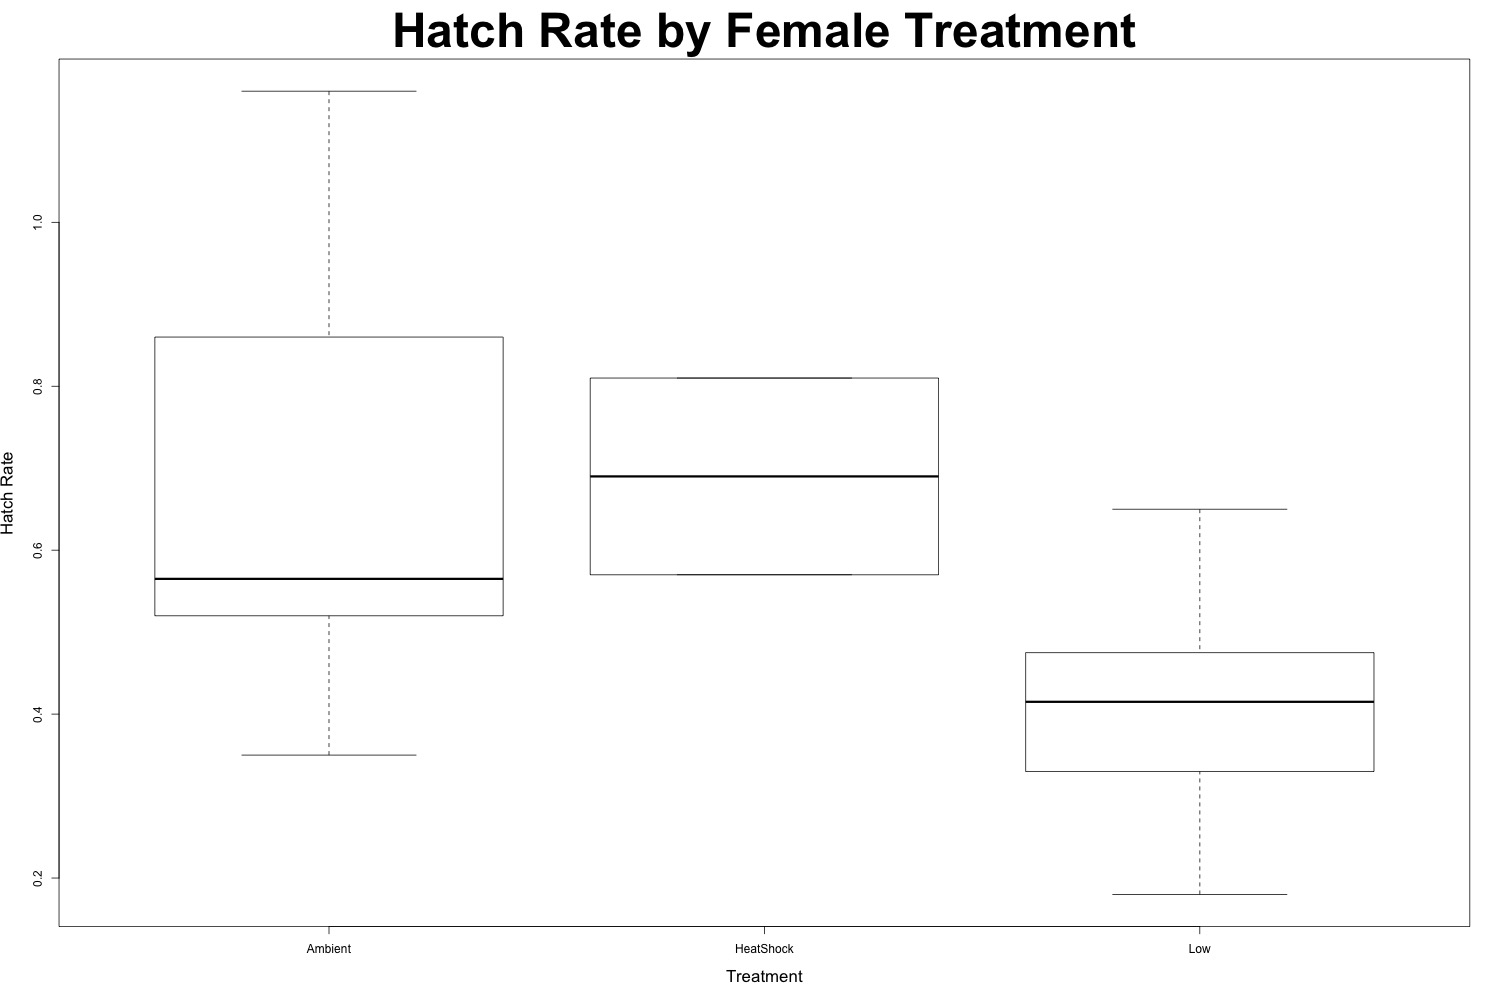 Hatch Rate by Female Treatment
Hatch Rate
1.0
0.8
0.6
0.4
0.2
Ambient
HeatShock
Low
Treatment